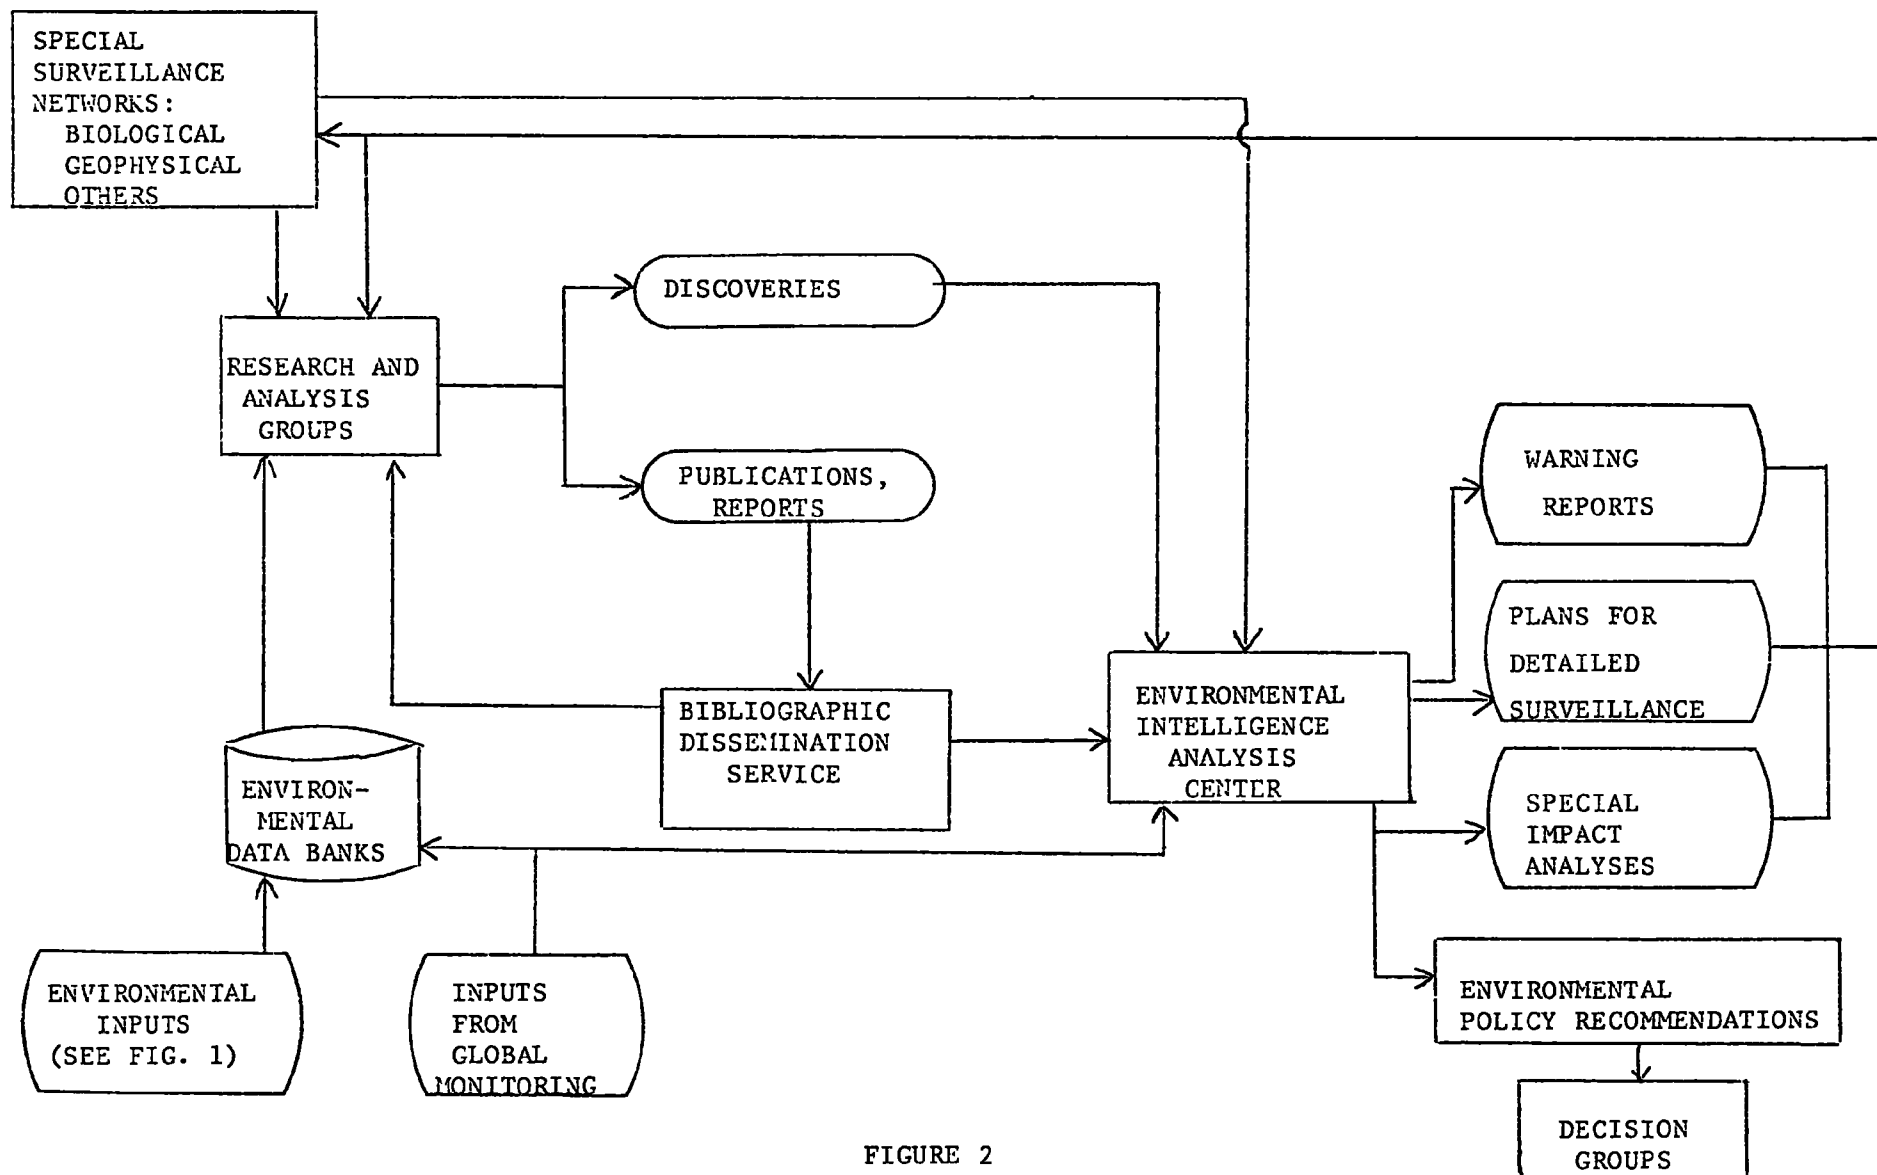 SPECIAL
SURVEILLANCE
NETWORKS:
BIOLOGICAL
GEOPHYSICAL
OTHERS
DISCOVERIES
RESEARCH AND
ANALYSIS
GROUPS
PUBLICATIONS,
REPORTS
WARNING
REPORTS
PLANS FOR
DETAILED
SURVEILLANCE
BIBLIOGRAPHIC
DISSEMINATION
SERVICE
ENVIRONMENTAL
INTELLIGENCE
ANALYSIS
CENTER
ENVIRON-
MENTAL
DATA BANKS
SPECIAL
IMPACT
ANALYSES
ENVIRONMENTAL
INPUTS
(SEE FIG. 1)
INPUTS
FROM
GLOBAL
MONITORING
ENVIRONMENTAL
POLICY RECOMMENDATIONS
DECISION
GROUPS
FIGURE 2